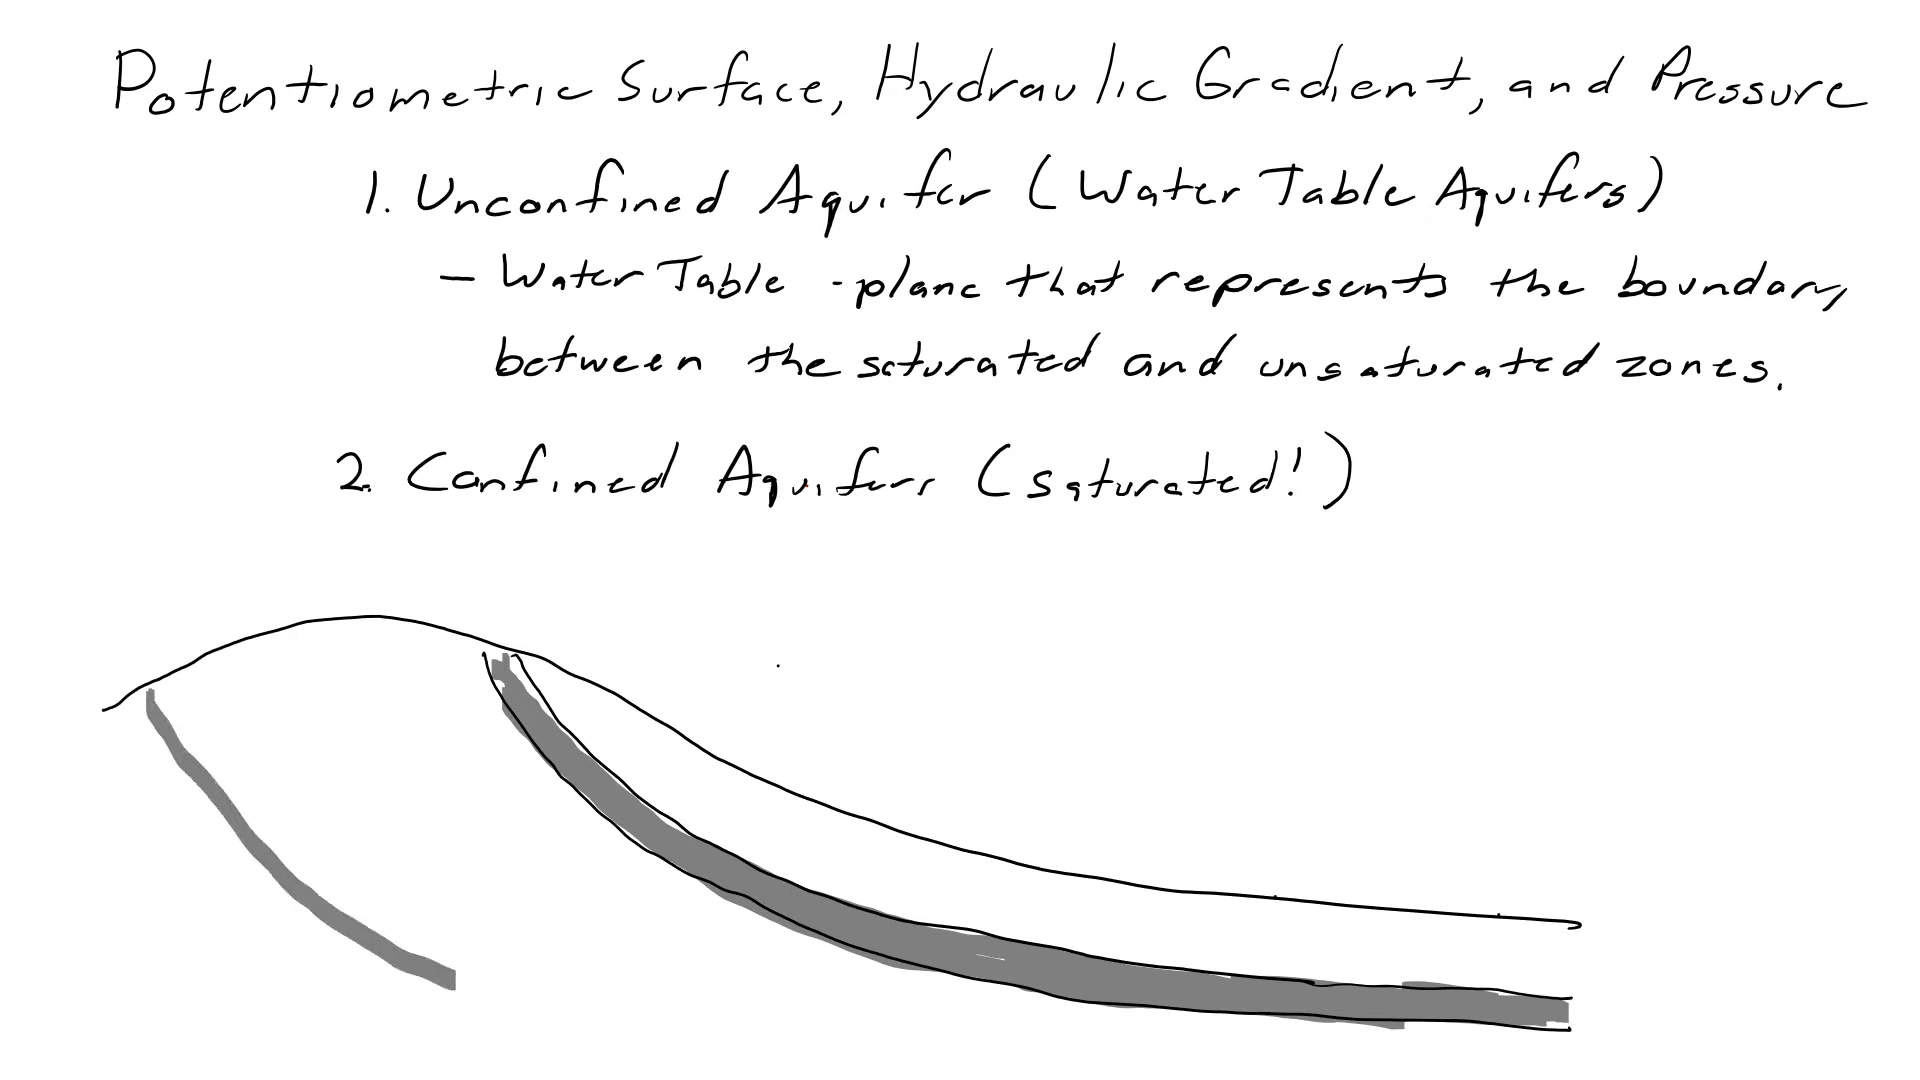 Potentiometric Surface, Hydraulic Gradient, and Pressure
1. Unconfined Aquifer (Water Table Aquifers)
- Water Table - plane that represents the boundary
between the saturated and unsaturated zones.
2. Confined Aquifers (saturated!)